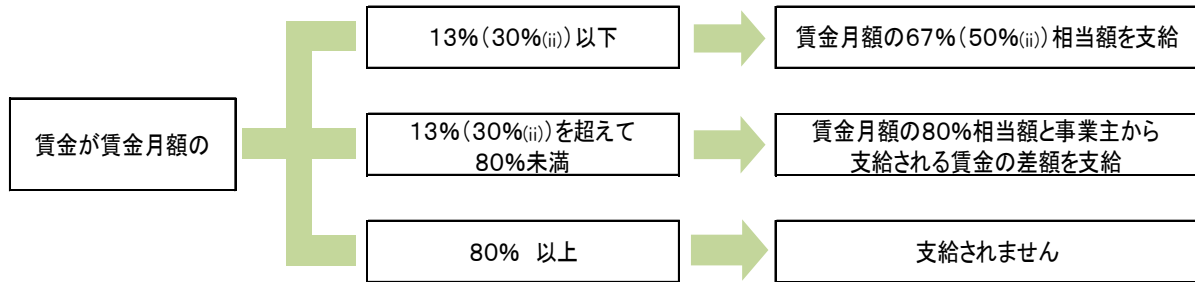 13%(30%(ii))以下
賃金月額の67%(50%(ii))相当額を支給
賃金が賃金月額の
13%(30%(ii))を超えて
80%未満
賃金月額の80%相当額と事業主から
支給される賃金の差額を支給
80% 以上
支給されません